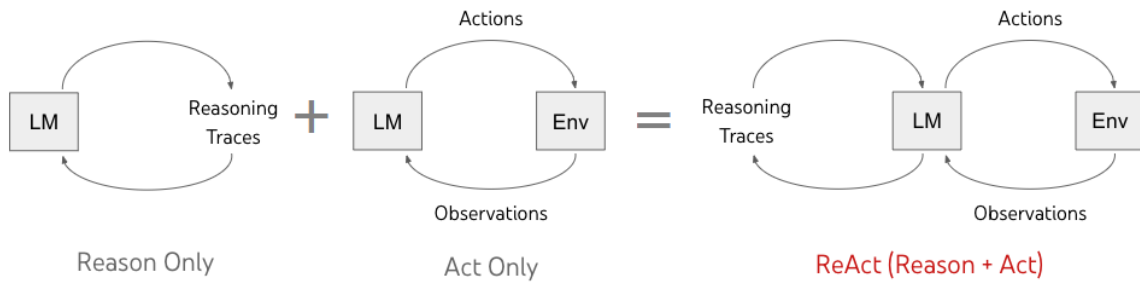 Actions
Actions
LM
Reasoning
Traces
+
LM
Env
=
Reasoning
Traces
LM
Env
Observations
Observations
Reason Only
Act Only
ReAct (Reason + Act)